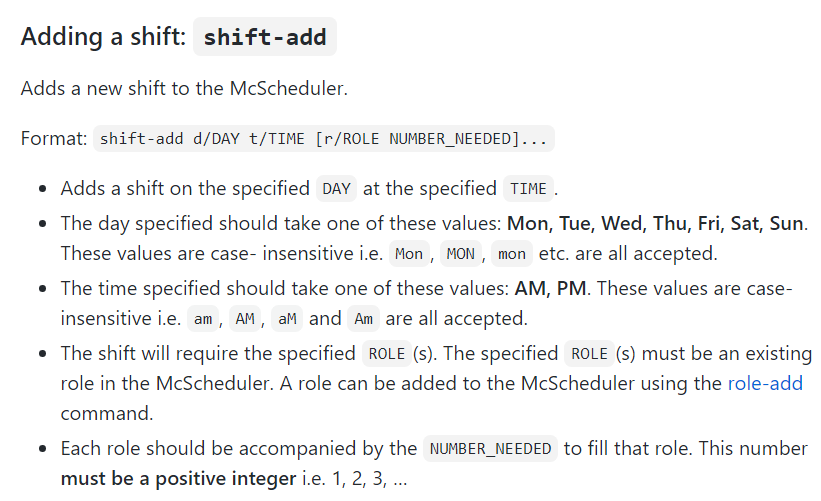 Adding a shift: shift-add
Adds a new shift to the McScheduler.
Format: shift-add d/DAY t/TIME [r/ROLE NUMBER_NEEDED]...
• Adds a shift on the specified DAY at the specified TIME.
• The day specified should take one of these values: Mon, Tue, Wed, Thu, Fri, Sat, Sun.
These values are case- insensitive i.e. Mon, MON, mon etc. are all accepted.
• The time specified should take one of these values: AM, PM. These values are case-
insensitive i.e. am, AM, aM and Am are all accepted.
• The shift will require the specified ROLE(s). The specified ROLE(s) must be an existing
role in the McScheduler. A role can be added to the McScheduler using the role-add
command.
• Each role should be accompanied by the NUMBER_NEEDED to fill that role. This number
must be a positive integer i.e. 1, 2, 3, ...